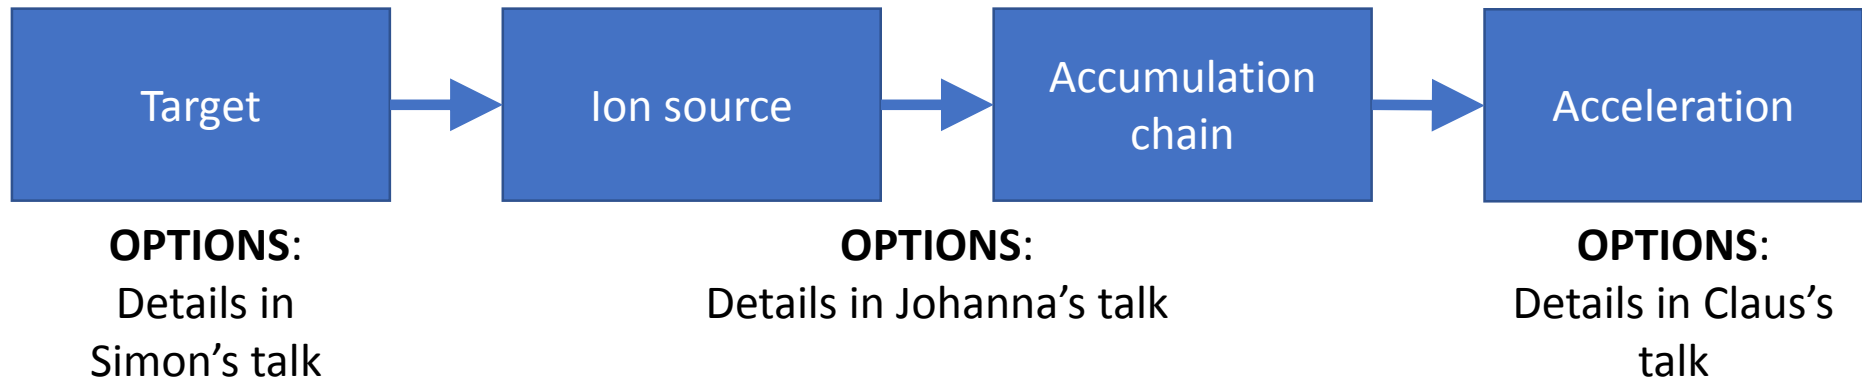 Target
Ion source
Accumulation
chain
Acceleration
OPTIONS:
Details in
Simon’s talk
OPTIONS:
Details in Johanna’s talk
OPTIONS:
Details in Claus’s
talk